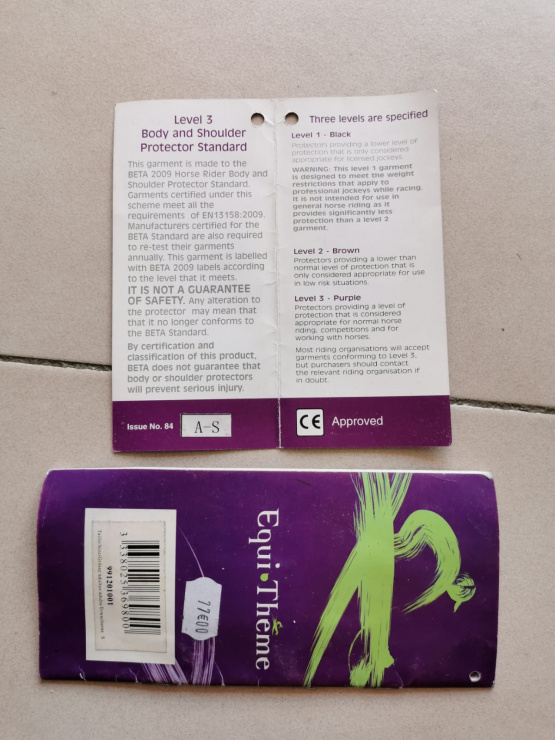 Level 3
Body and Shoulder
Protector Standard
This garment is made to the
BETA 2009 Horse Rider Body and
Shoulder Protector Standard.
Garments certified under this
scheme meet all the
requirements of EN13158:2009.
Manufacturers certified for the
BETA Standard are also required
to re-test their garments
annually. This garment is labelled
with BETA 2009 labels according
to the level that it meets.
IT IS NOT A GUARANTEE
OF SAFETY. Any alteration to
the protector may mean that
that it no longer conforms to
the BETA Standard.
By certification and
classification of this product,
BETA does not guarantee that
body or shoulder protectors
will prevent serious injury.
Issue No. 84
A-S
Three levels are specified
Level 1 - Black
Protectors providing a lower level of
protection that is only considered
appropriate for licensed jockeys.
WARNING: This level 1 garment
is designed to meet the weight
restrictions that apply to
professional jockeys while racing.
It is not intended for use in
general horse riding as it
provides significantly less
protection than a level 2
garment.
Level 2 - Brown
Protectors providing a lower than
normal level of protection that is
only considered appropriate for use
in low risk situations.
Level 3 - Purple
Protectors providing a level of
protection that is considered
appropriate for normal horse
riding, competitions and for
working with horses.
Most riding organisations will accept
garments conforming to Level 3,
but purchasers should contact
the relevant riding organisation if
in doubt.
CE Approved
Equi·Thème
77€00
3 338025 369800
991201001